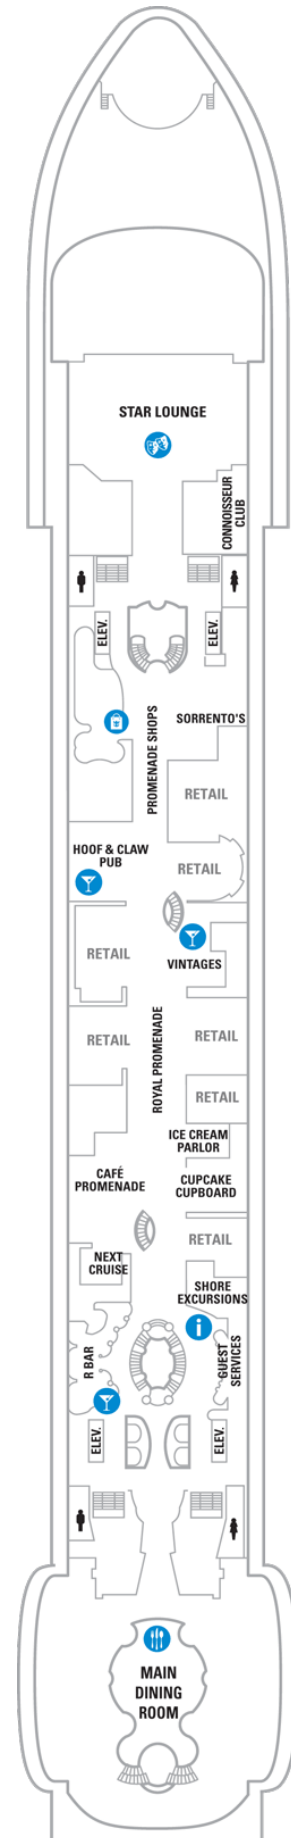 STAR LOUNGE
CONNOISSEUR
CLUB
ELEV.
ELEV.
PROMENADE SHOPS
SORRENTO'S
RETAIL
HOOF & CLAW
PUB
RETAIL
VINTAGES
RETAIL
ROYAL PROMENADE
RETAIL
RETAIL
RETAIL
ICE CREAM
PARLOR
CAFÉ
PROMENADE
CUPCAKE
CUPBOARD
RETAIL
NEXT
CRUISE
SHORE
EXCURSIONS
R BAR
GUEST
SERVICES
ELEV.
ELEV.
MAIN
DINING
ROOM